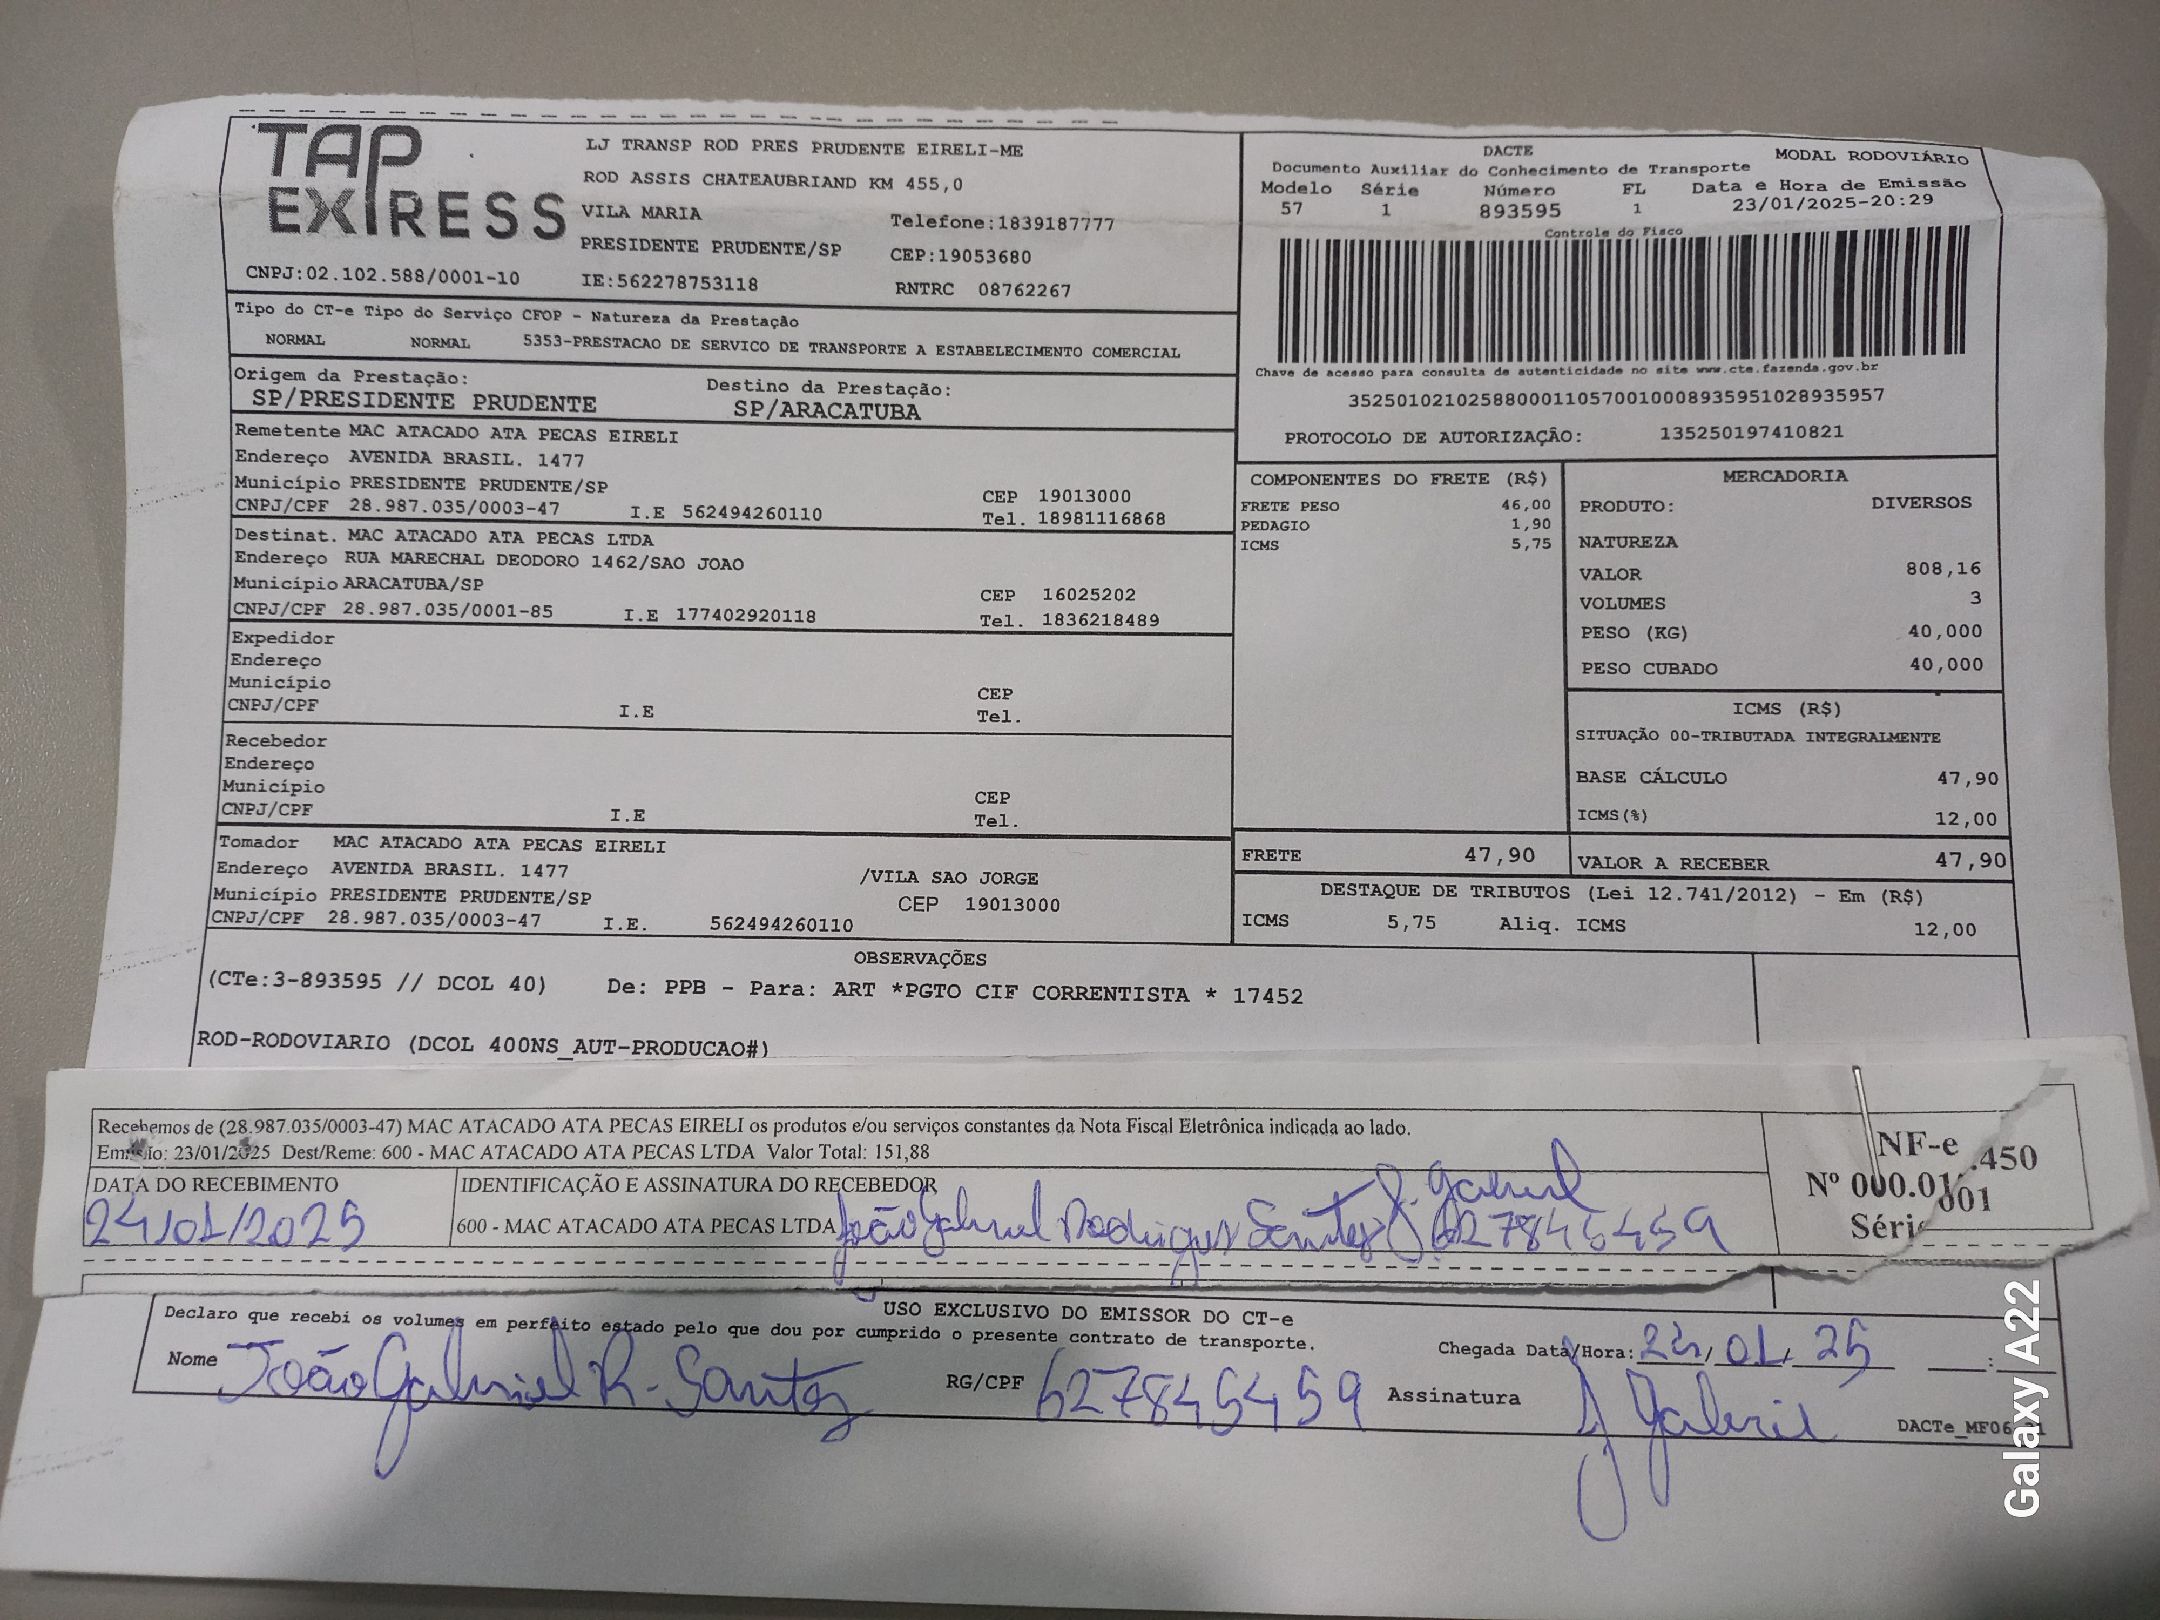 TAP EXPRESS
LJ TRANSP ROD PRES PRUDENTE EIRELI-ME
ROD ASSIS CHATEAUBRIAND KM 455,0
VILA MARIA Telefone:1839187777
PRESIDENTE PRUDENTE/SP CEP:19053680
CNPJ:02.102.588/0001-10 IE:562278753118 RNTRC 08762267
DACTE MODAL RODOVIÁRIO
Documento Auxiliar do Conhecimento de Transporte
Modelo Série Número FL Data e Hora de Emissão
57 1 893595 1 23/01/2025-20:29
Controle do Fisco
Chave de acesso para consulta de autenticidade no site www.cte.fazenda.gov.br
35250102102588000110570010008935951028935957
PROTOCOLO DE AUTORIZAÇÃO: 135250197410821
Tipo do CT-e Tipo do Serviço CFOP - Natureza da Prestação
NORMAL NORMAL 5353-PRESTACAO DE SERVICO DE TRANSPORTE A ESTABELECIMENTO COMERCIAL
Origem da Prestação: Destino da Prestação:
SP/PRESIDENTE PRUDENTE SP/ARACATUBA
Remetente MAC ATACADO ATA PECAS EIRELI
Endereço AVENIDA BRASIL. 1477
Município PRESIDENTE PRUDENTE/SP CEP 19013000
CNPJ/CPF 28.987.035/0003-47 I.E 562494260110 Tel. 18981116868
Destinat. MAC ATACADO ATA PECAS LTDA
Endereço RUA MARECHAL DEODORO 1462/SAO JOAO
Município ARACATUBA/SP CEP 16025202
CNPJ/CPF 28.987.035/0001-85 I.E 177402920118 Tel. 1836218489
Expedidor
Endereço
Município CEP
CNPJ/CPF I.E Tel.
Recebedor
Endereço
Município CEP
CNPJ/CPF I.E Tel.
Tomador MAC ATACADO ATA PECAS EIRELI
Endereço AVENIDA BRASIL. 1477 /VILA SAO JORGE
Município PRESIDENTE PRUDENTE/SP CEP 19013000
CNPJ/CPF 28.987.035/0003-47 I.E. 562494260110
COMPONENTES DO FRETE (R$)
FRETE PESO 46,00
PEDAGIO 1,90
ICMS 5,75
MERCADORIA
PRODUTO: DIVERSOS
NATUREZA
VALOR 808,16
VOLUMES 3
PESO (KG) 40,000
PESO CUBADO 40,000
ICMS (R$)
SITUAÇÃO 00-TRIBUTADA INTEGRALMENTE
BASE CÁLCULO 47,90
ICMS(%) 12,00
FRETE 47,90 VALOR A RECEBER 47,90
DESTAQUE DE TRIBUTOS (Lei 12.741/2012) - Em (R$)
ICMS 5,75 Aliq. ICMS 12,00
OBSERVAÇÕES
(CTe:3-893595 // DCOL 40) De: PPB - Para: ART *PGTO CIF CORRENTISTA * 17452
ROD-RODOVIARIO (DCOL 400NS_AUT-PRODUCAO#)
Recebemos de (28.987.035/0003-47) MAC ATACADO ATA PECAS EIRELI os produtos e/ou serviços constantes da Nota Fiscal Eletrônica indicada ao lado.
Emissão: 23/01/2025 Dest/Reme: 600 - MAC ATACADO ATA PECAS LTDA Valor Total: 151,88
DATA DO RECEBIMENTO IDENTIFICAÇÃO E ASSINATURA DO RECEBEDOR
24/01/2025 600 - MAC ATACADO ATA PECAS LTDA João Gabriel Rodrigues Santos J. Gabriel 627845459
NF-e
Nº 000.01 .450
Séri 001
USO EXCLUSIVO DO EMISSOR DO CT-e
Declaro que recebi os volumes em perfeito estado pelo que dou por cumprido o presente contrato de transporte.
Nome João Gabriel R. Santos RG/CPF 627845459 Assinatura J Gabriel
Chegada Data/Hora: 24/01/25 :
DACTe_MF06
Galaxy A22